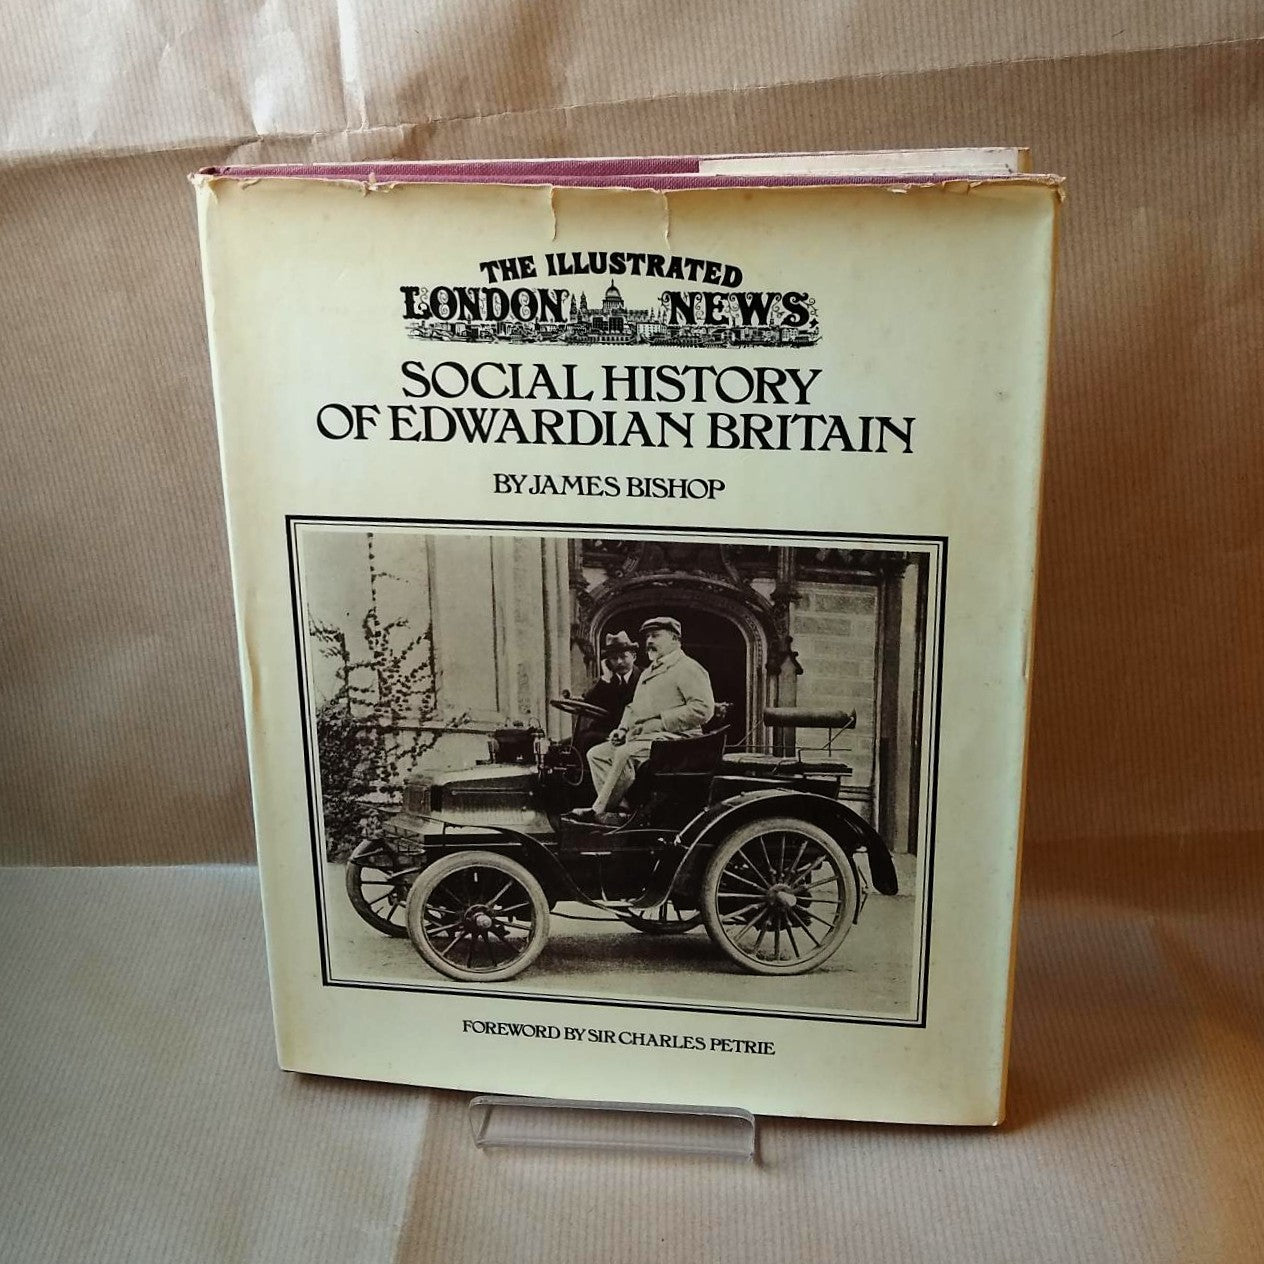 THE ILLUSTRATED
LONDON NEWS.
SOCIAL HISTORY
OF EDWARDIAN BRITAIN
BY JAMES BISHOP
FOREWORD BY SIR CHARLES PETRIE